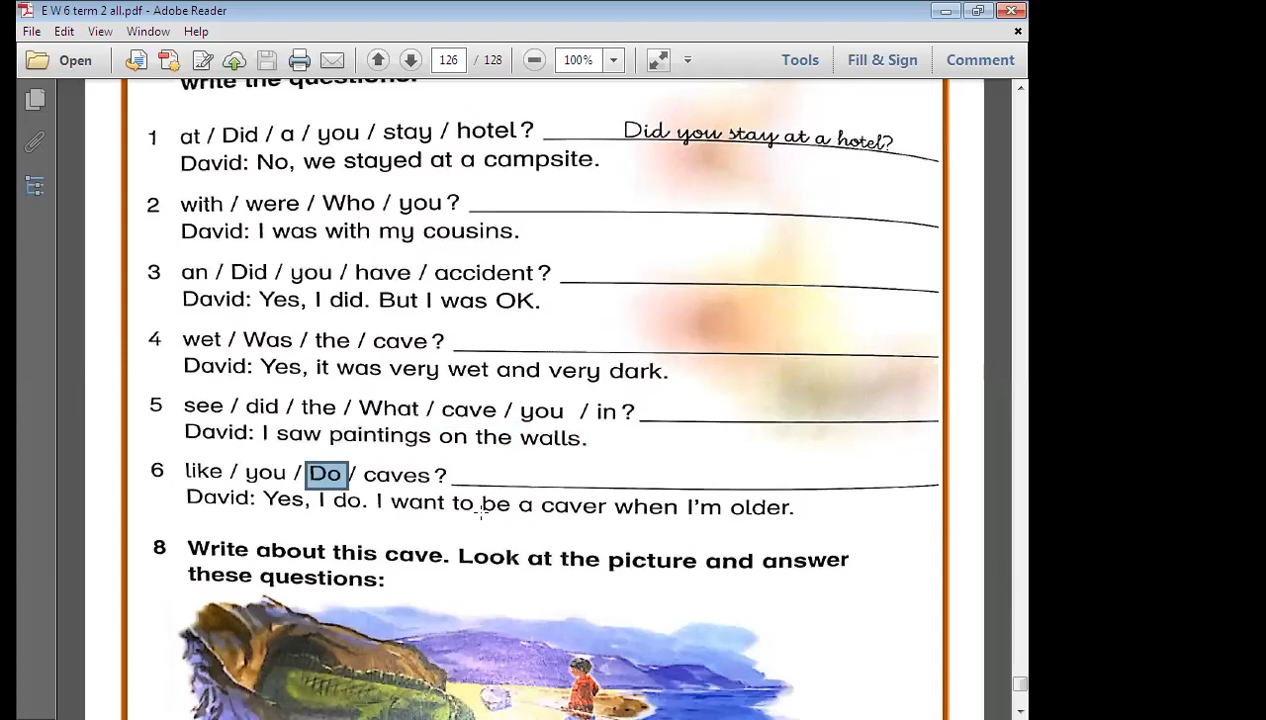 E W 6 term 2 all.pdf - Adobe Reader
File Edit View Window Help
Open 126 / 128 100% Tools Fill & Sign Comment
write the questions.
1 at / Did / a / you / stay / hotel? Did you stay at a hotel?
David: No, we stayed at a campsite.
2 with / were / Who / you?
David: I was with my cousins.
3 an / Did / you / have / accident?
David: Yes, I did. But I was OK.
4 wet / Was / the / cave?
David: Yes, it was very wet and very dark.
5 see / did / the / What / cave / you / in?
David: I saw paintings on the walls.
6 like / you / Do / caves?
David: Yes, I do. I want to be a caver when I'm older.
8 Write about this cave. Look at the picture and answer
these questions: